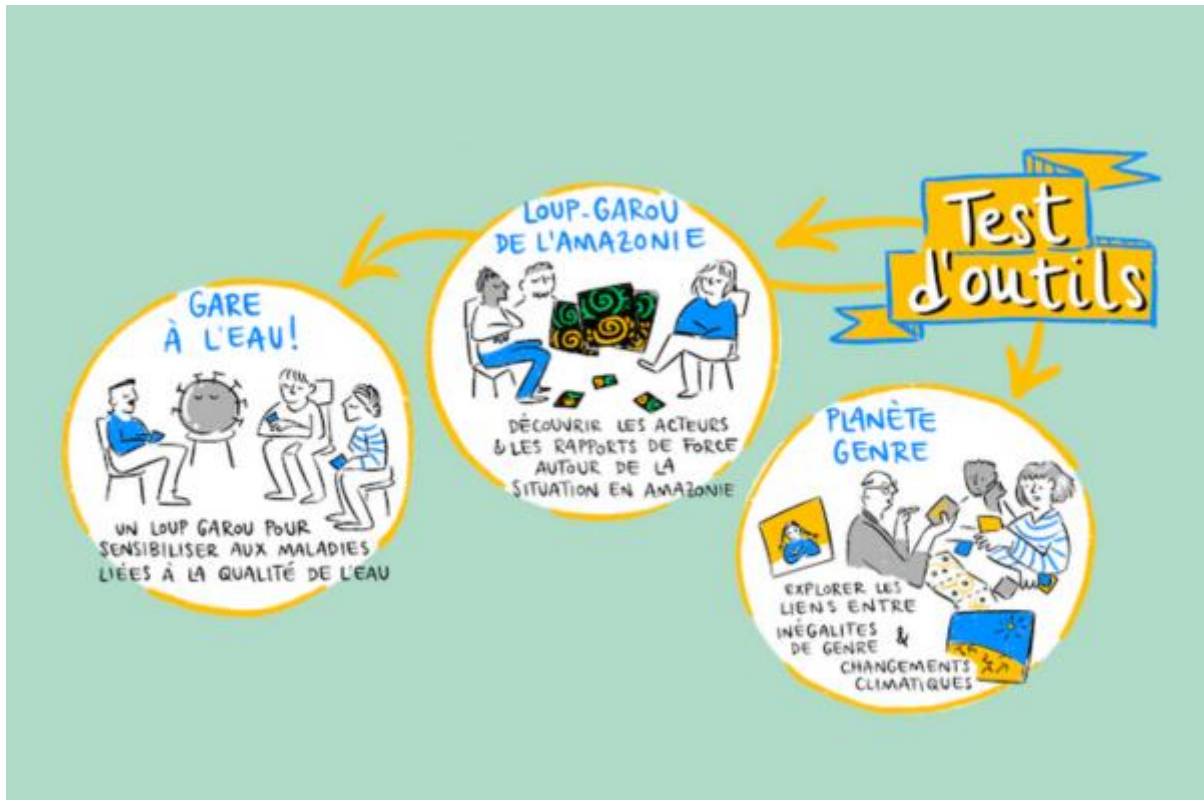 Test
d'outils
LOUP-GAROU
DE L'AMAZONIE
DÉCOUVRIR LES ACTEURS
& LES RAPPORTS DE FORCE
AUTOUR DE LA
SITUATION EN AMAZONIE
GARE
À L'EAU!
UN LOUP GAROU POUR
SENSIBILISER AUX MALADIES
LIÉES À LA QUALITÉ DE L'EAU
PLANÈTE
GENRE
EXPLORER LES
LIENS ENTRE
INÉGALITES
DE GENRE &
CHANGEMENTS
CLIMATIQUES